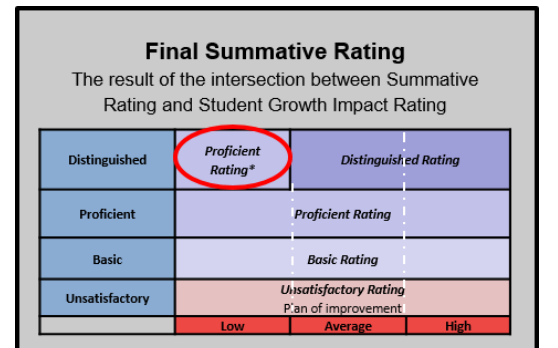 Final Summative Rating
The result of the intersection between Summative
Rating and Student Growth Impact Rating
Distinguished
Proficient
Rating*
Distinguished Rating
Proficient
Proficient Rating
Basic
Basic Rating
Unsatisfactory
Unsatisfactory Rating
Plan of improvement
Low
Average
High